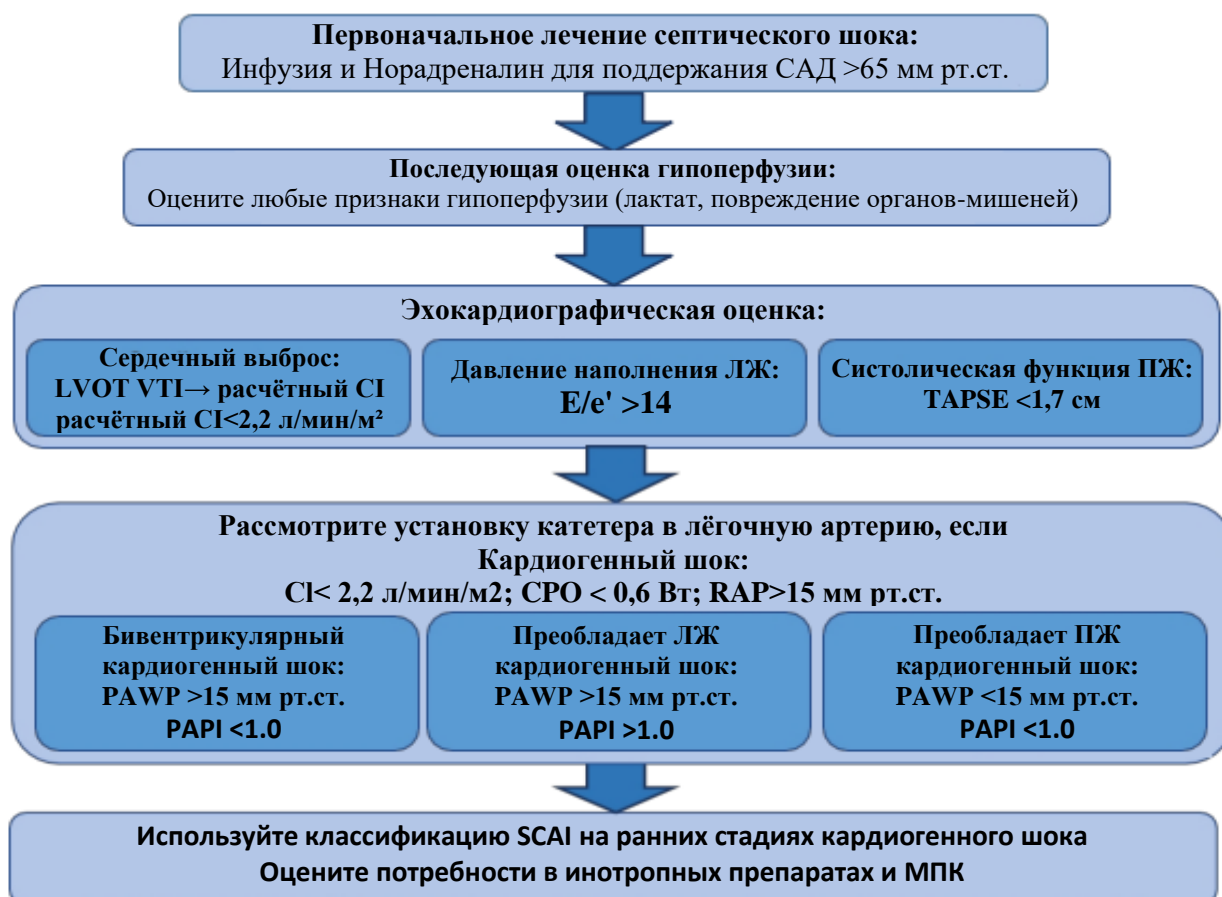 Первоначальное лечение септического шока:
Инфузия и Норадреналин для поддержания САД >65 мм рт.ст.
Последующая оценка гипоперфузии:
Оцените любые признаки гипоперфузии (лактат, повреждение органов-мишеней)
Эхокардиографическая оценка:
Сердечный выброс:
LVOT VTI→ расчётный CI
расчётный CI<2,2 л/мин/м²
Давление наполнения ЛЖ:
E/e' >14
Систолическая функция ПЖ:
TAPSE <1,7 см
Рассмотрите установку катетера в лёгочную артерию, если
Кардиогенный шок:
Cl< 2,2 л/мин/м2; CPO < 0,6 Вт; RAP>15 мм рт.ст.
Бивентрикулярный
кардиогенный шок:
PAWP >15 мм рт.ст.
PAPI <1.0
Преобладает ЛЖ
кардиогенный шок:
PAWP >15 мм рт.ст.
PAPI >1.0
Преобладает ПЖ
кардиогенный шок:
PAWP <15 мм рт.ст.
PAPI <1.0
Используйте классификацию SCAI на ранних стадиях кардиогенного шока
Оцените потребности в инотропных препаратах и МПК